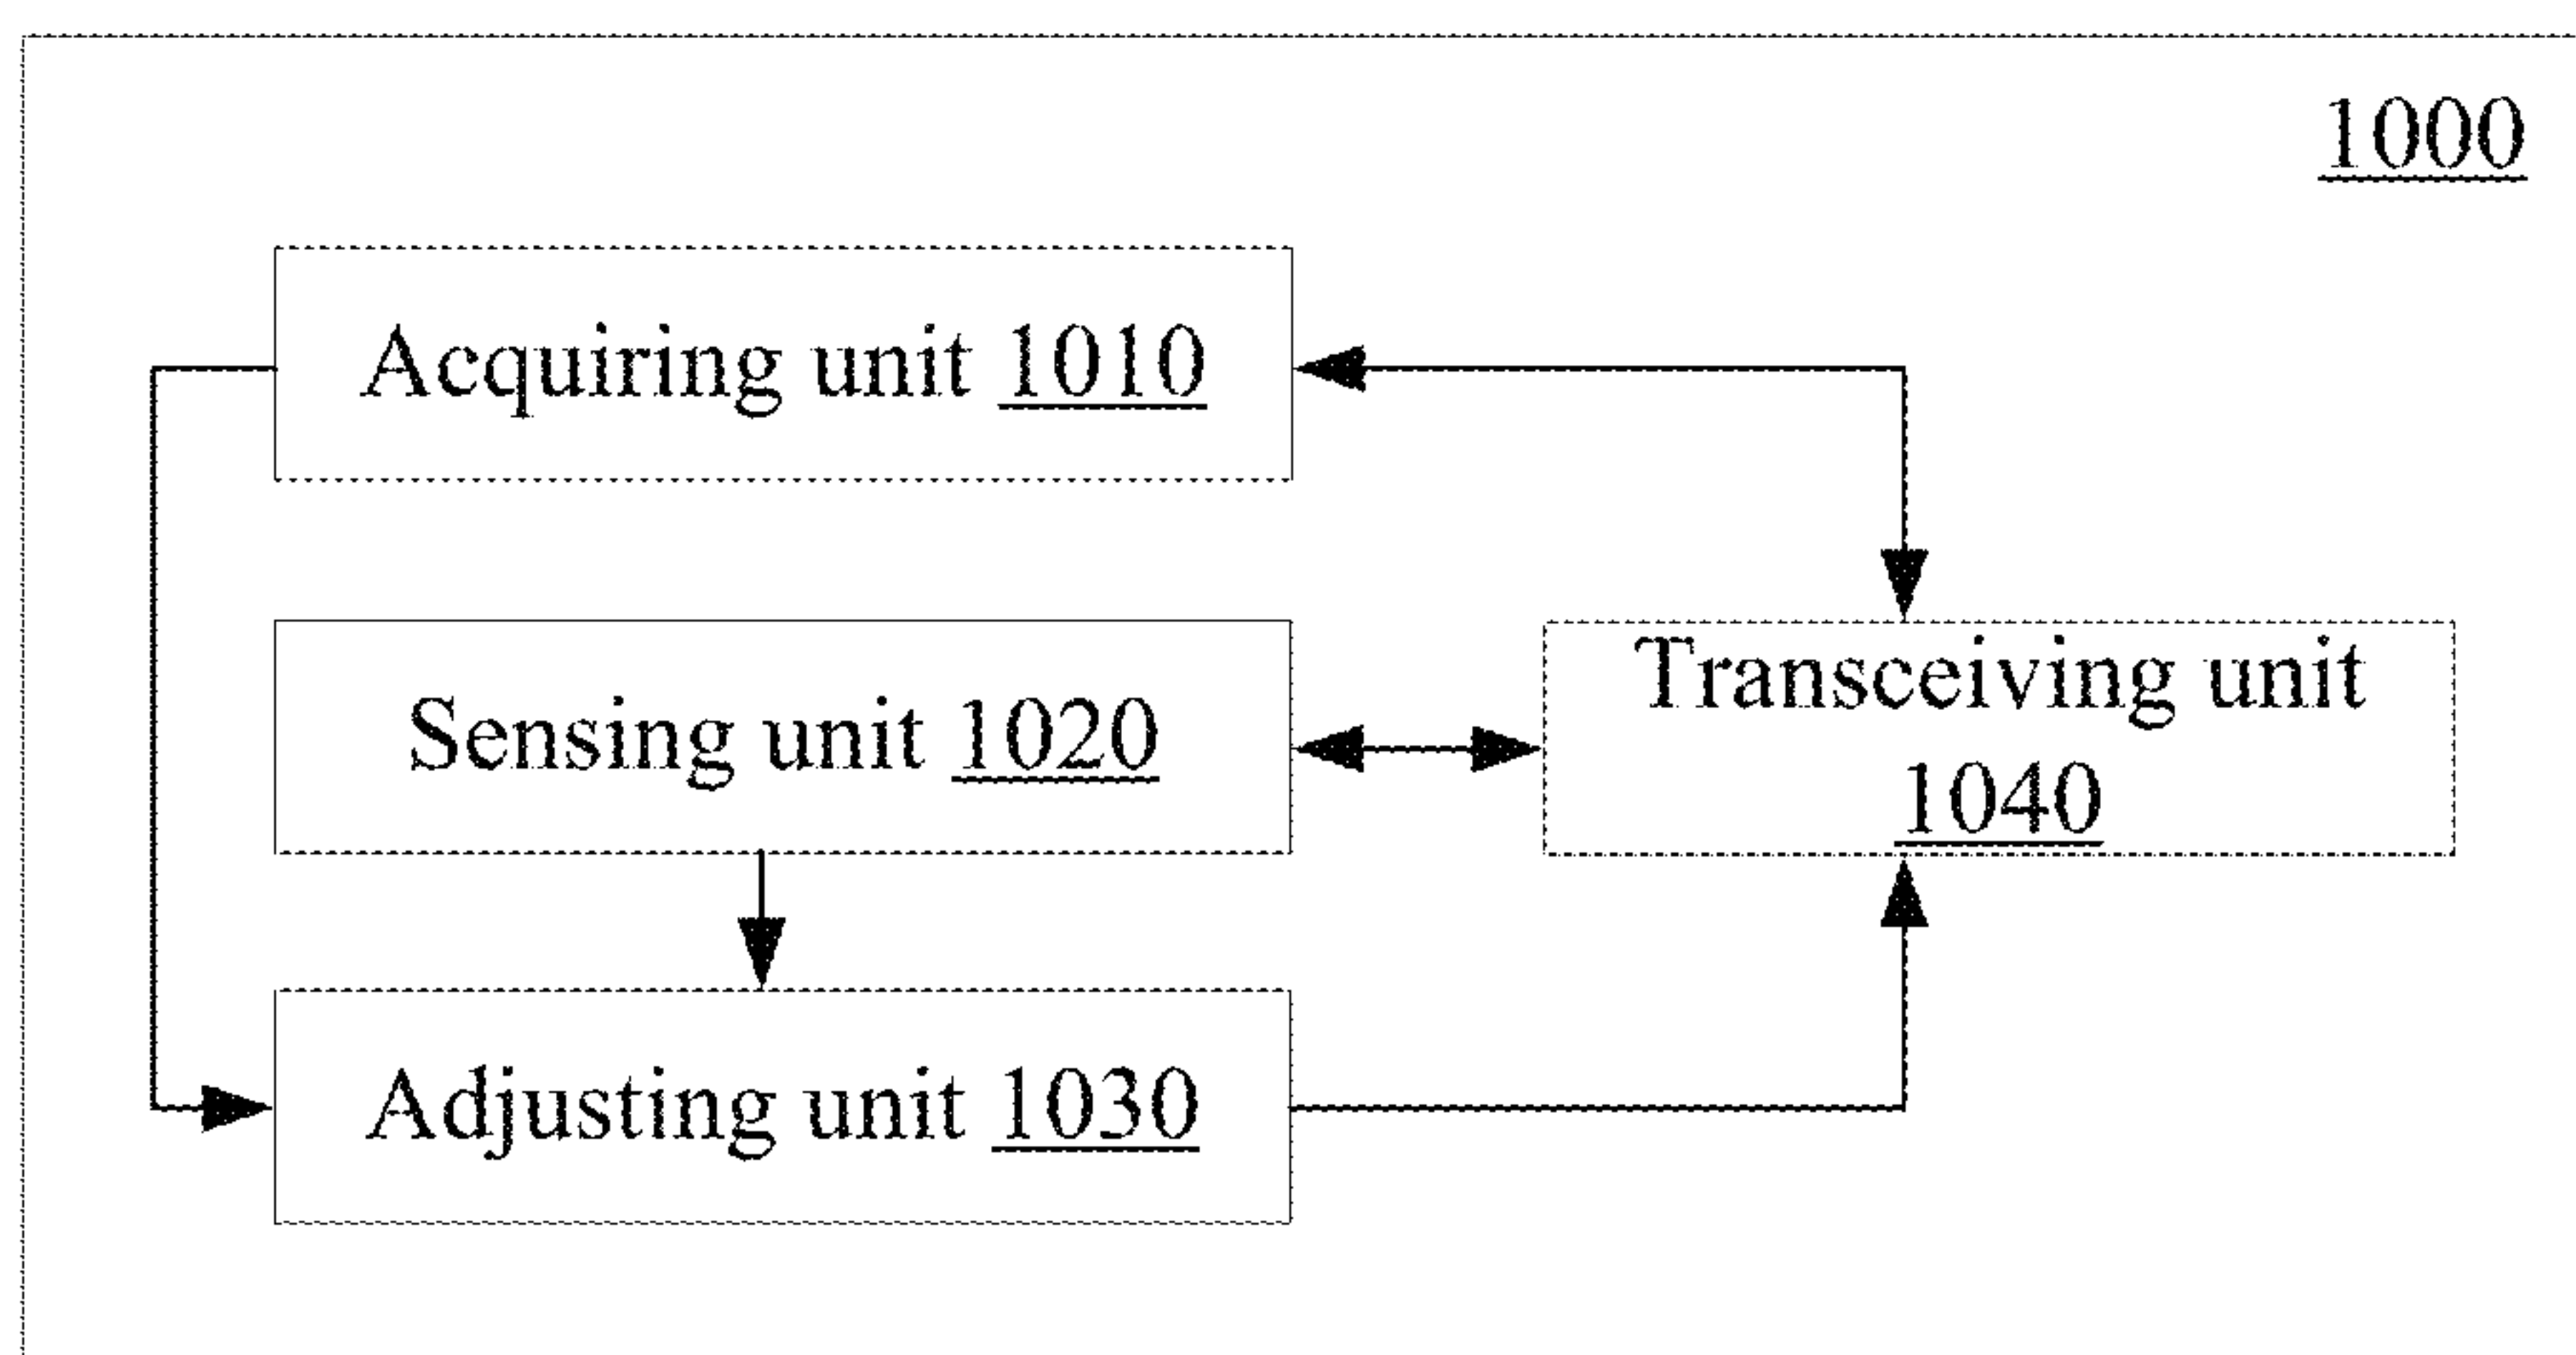 1000
Acquiring unit 1010
Sensing unit 1020
Transceiving unit
1040
Adjusting unit 1030